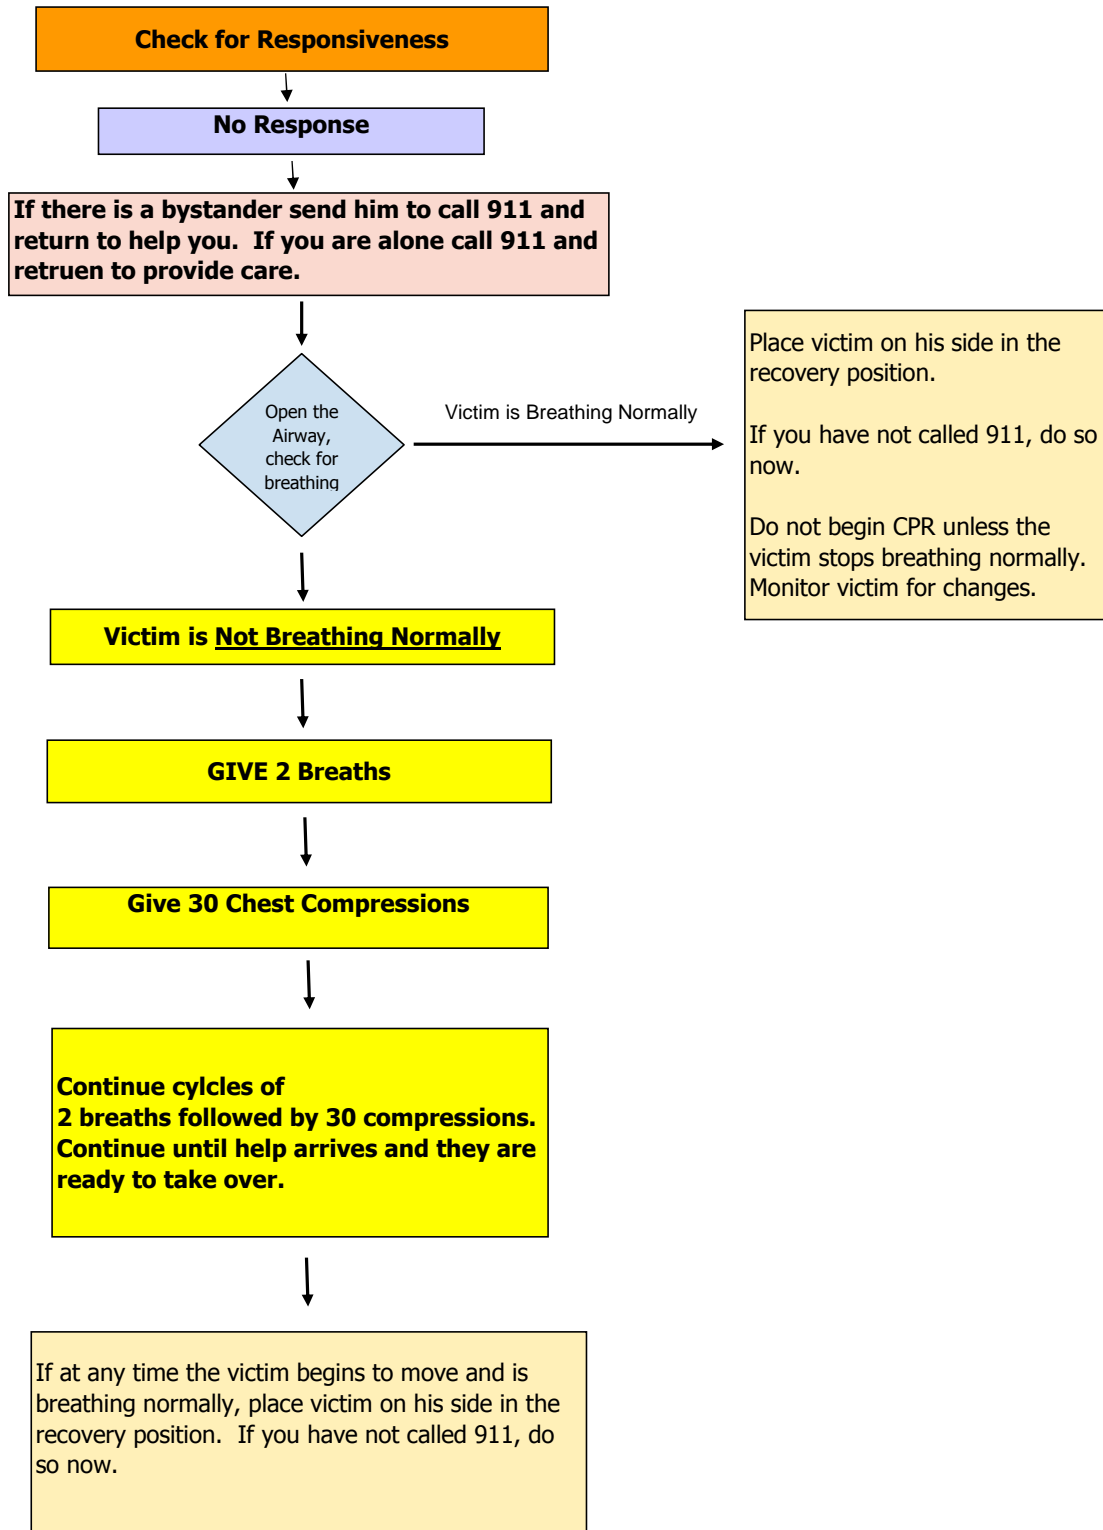 Check for Responsiveness
No Response
If there is a bystander send him to call 911 and
return to help you.  If you are alone call 911 and
retruen to provide care.
Open the
Airway,
check for
breathing
Victim is Breathing Normally
Place victim on his side in the
recovery position.
If you have not called 911, do so
now.
Do not begin CPR unless the
victim stops breathing normally.
Monitor victim for changes.
Victim is Not Breathing Normally
GIVE 2 Breaths
Give 30 Chest Compressions
Continue cylcles of
2 breaths followed by 30 compressions.
Continue until help arrives and they are
ready to take over.
If at any time the victim begins to move and is
breathing normally, place victim on his side in the
recovery position.  If you have not called 911, do
so now.